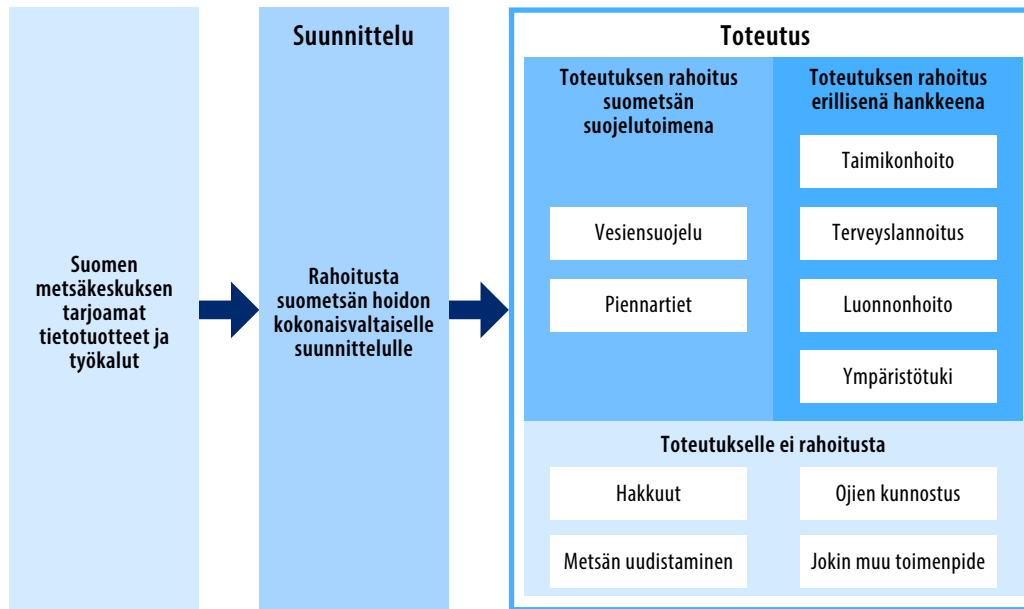 Suomen
metsäkeskuksen
tarjoamat
tietotuotteet ja
työkalut
Suunnittelu
Rahoitusta
suometsän hoidon
kokonaisvaltaiselle
suunnittelulle
Toteutus
Toteutuksen rahoitus
suometsän
suojelutoimena
Vesiensuojelu
Piennartiet
Toteutuksen rahoitus
erillisenä hankkeena
Taimikonhoito
Terveyslannoitus
Luonnonhoito
Ympäristötuki
Toteutukselle ei rahoitusta
Hakkuut
Ojien kunnostus
Metsän uudistaminen
Jokin muu toimenpide